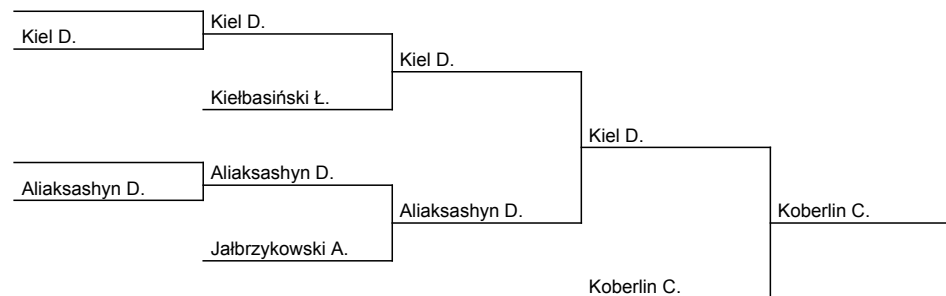 Kiel D.
Kiel D.
Kiel D.
Kiełbasiński Ł.
Kiel D.
Aliaksashyn D.
Aliaksashyn D.
Aliaksashyn D.
Koberlin C.
Jałbrzykowski A.
Koberlin C.